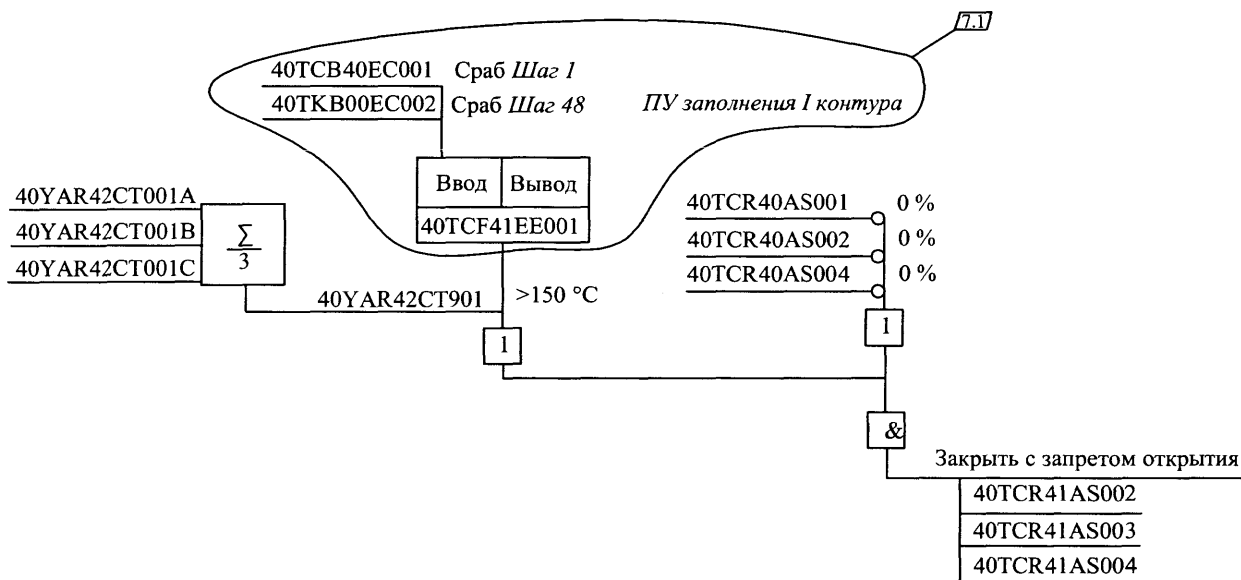 7.1
40TCB40EC001 Сраб Шаг 1
40TKB00EC002 Сраб Шаг 48
ПУ заполнения I контура
Ввод Вывод
40TCF41EE001
40YAR42CT001A
40YAR42CT001B
40YAR42CT001C
∑
3
40YAR42CT901 >150 °C
1
40TCR40AS001 0 %
40TCR40AS002 0 %
40TCR40AS004 0 %
1
&
Закрыть с запретом открытия
40TCR41AS002
40TCR41AS003
40TCR41AS004